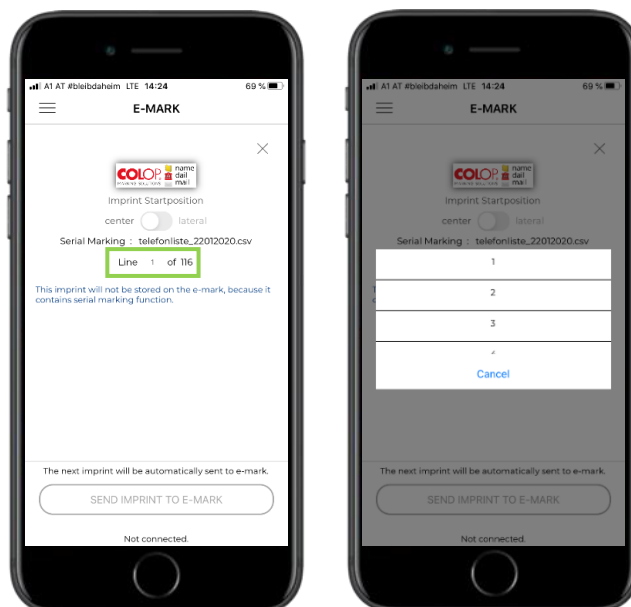 A1 AT #bleibdaheim LTE 14:24 69 %
E-MARK
COLOP
name
dail
mail
Imprint Startposition
center lateral
Serial Marking : telefonliste_22012020.csv
Line 1 of 116
This imprint will not be stored on the e-mark, because it
contains serial marking function.
The next imprint will be automatically sent to e-mark.
SEND IMPRINT TO E-MARK
Not connected.
A1 AT #bleibdaheim LTE 14:24 69 %
E-MARK
COLOP
name
dail
mail
Imprint Startposition
center lateral
Serial Marking : telefonliste_22012020.csv
1
2
3
Cancel
The next imprint will be automatically sent to e-mark.
SEND IMPRINT TO E-MARK
Not connected.